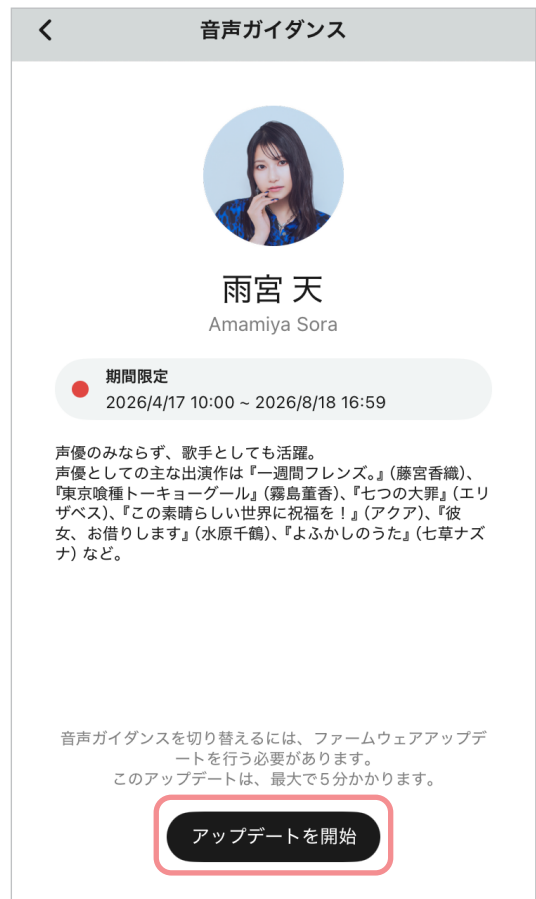 音声ガイダンス
雨宮 天
Amamiya Sora
期間限定
2026/4/17 10:00 ~ 2026/8/18 16:59
声優のみならず、歌手としても活躍。
声優としての主な出演作は『一週間フレンズ。』（藤宮香織）、
『東京喰種トーキョーグール』（霧島董香）、『七つの大罪』（エリ
ザベス）、『この素晴らしい世界に祝福を！』（アクア）、『彼
女、お借りします』（水原千鶴）、『よふかしのうた』（七草ナズ
ナ）など。
音声ガイダンスを切り替えるには、ファームウェアアップデ
ートを行う必要があります。
このアップデートは、最大で５分かかります。
アップデートを開始